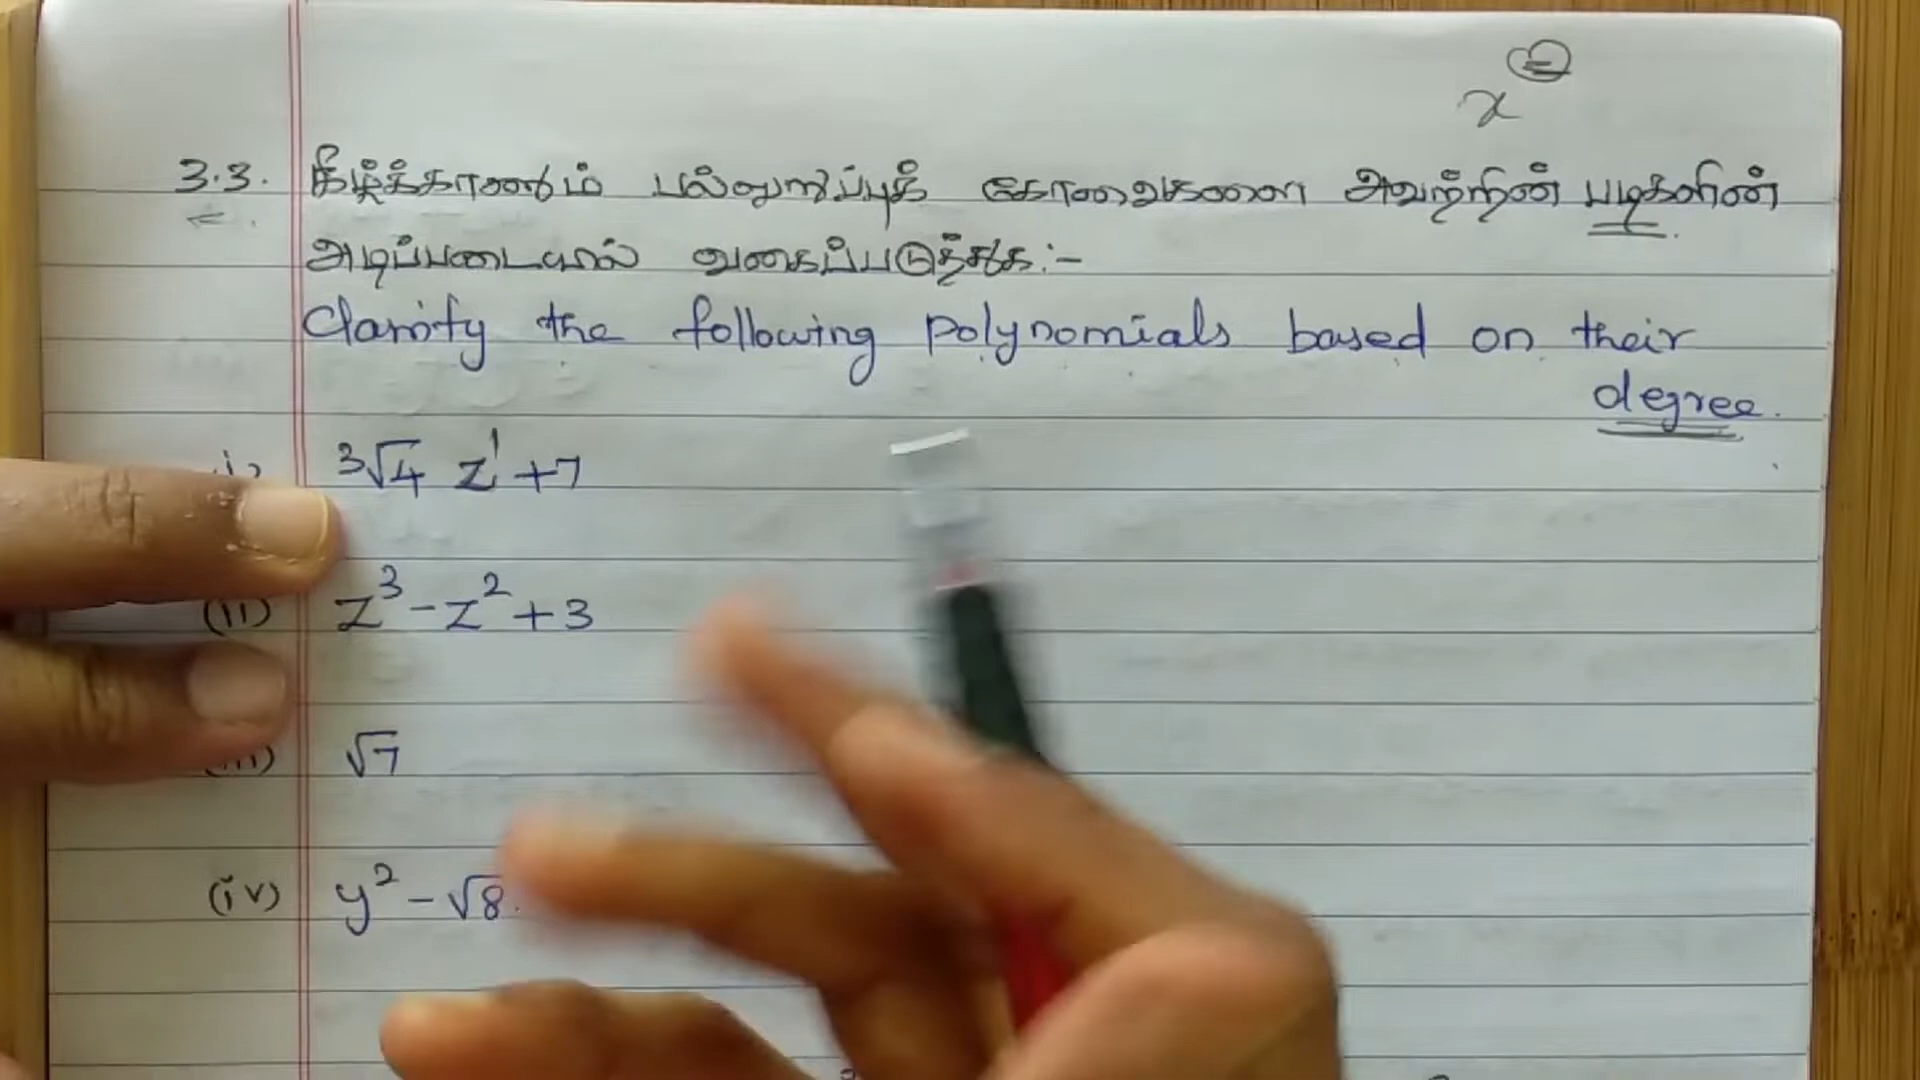 x
3.3. கீழ்க்காணும் பல்லுறுப்புக் கோவைகளை அவற்றின் படிகளின்
அடிப்படையில் வகைப்படுத்துக:-
Clarify the following polynomials based on their
degree.
∛4 z¹ +7
(ii) z³ - z² + 3
√7
(iv) y² - √8.